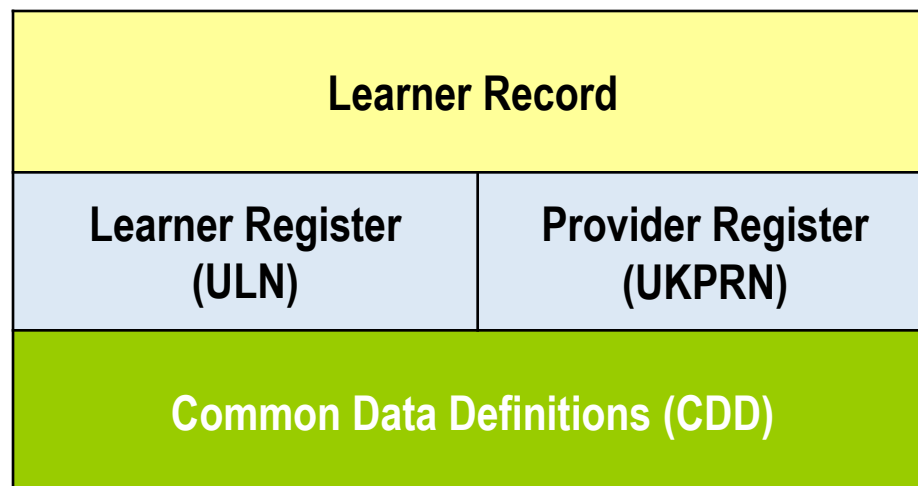 Learner Record
Learner Register
(ULN)
Provider Register
(UKPRN)
Common Data Definitions (CDD)